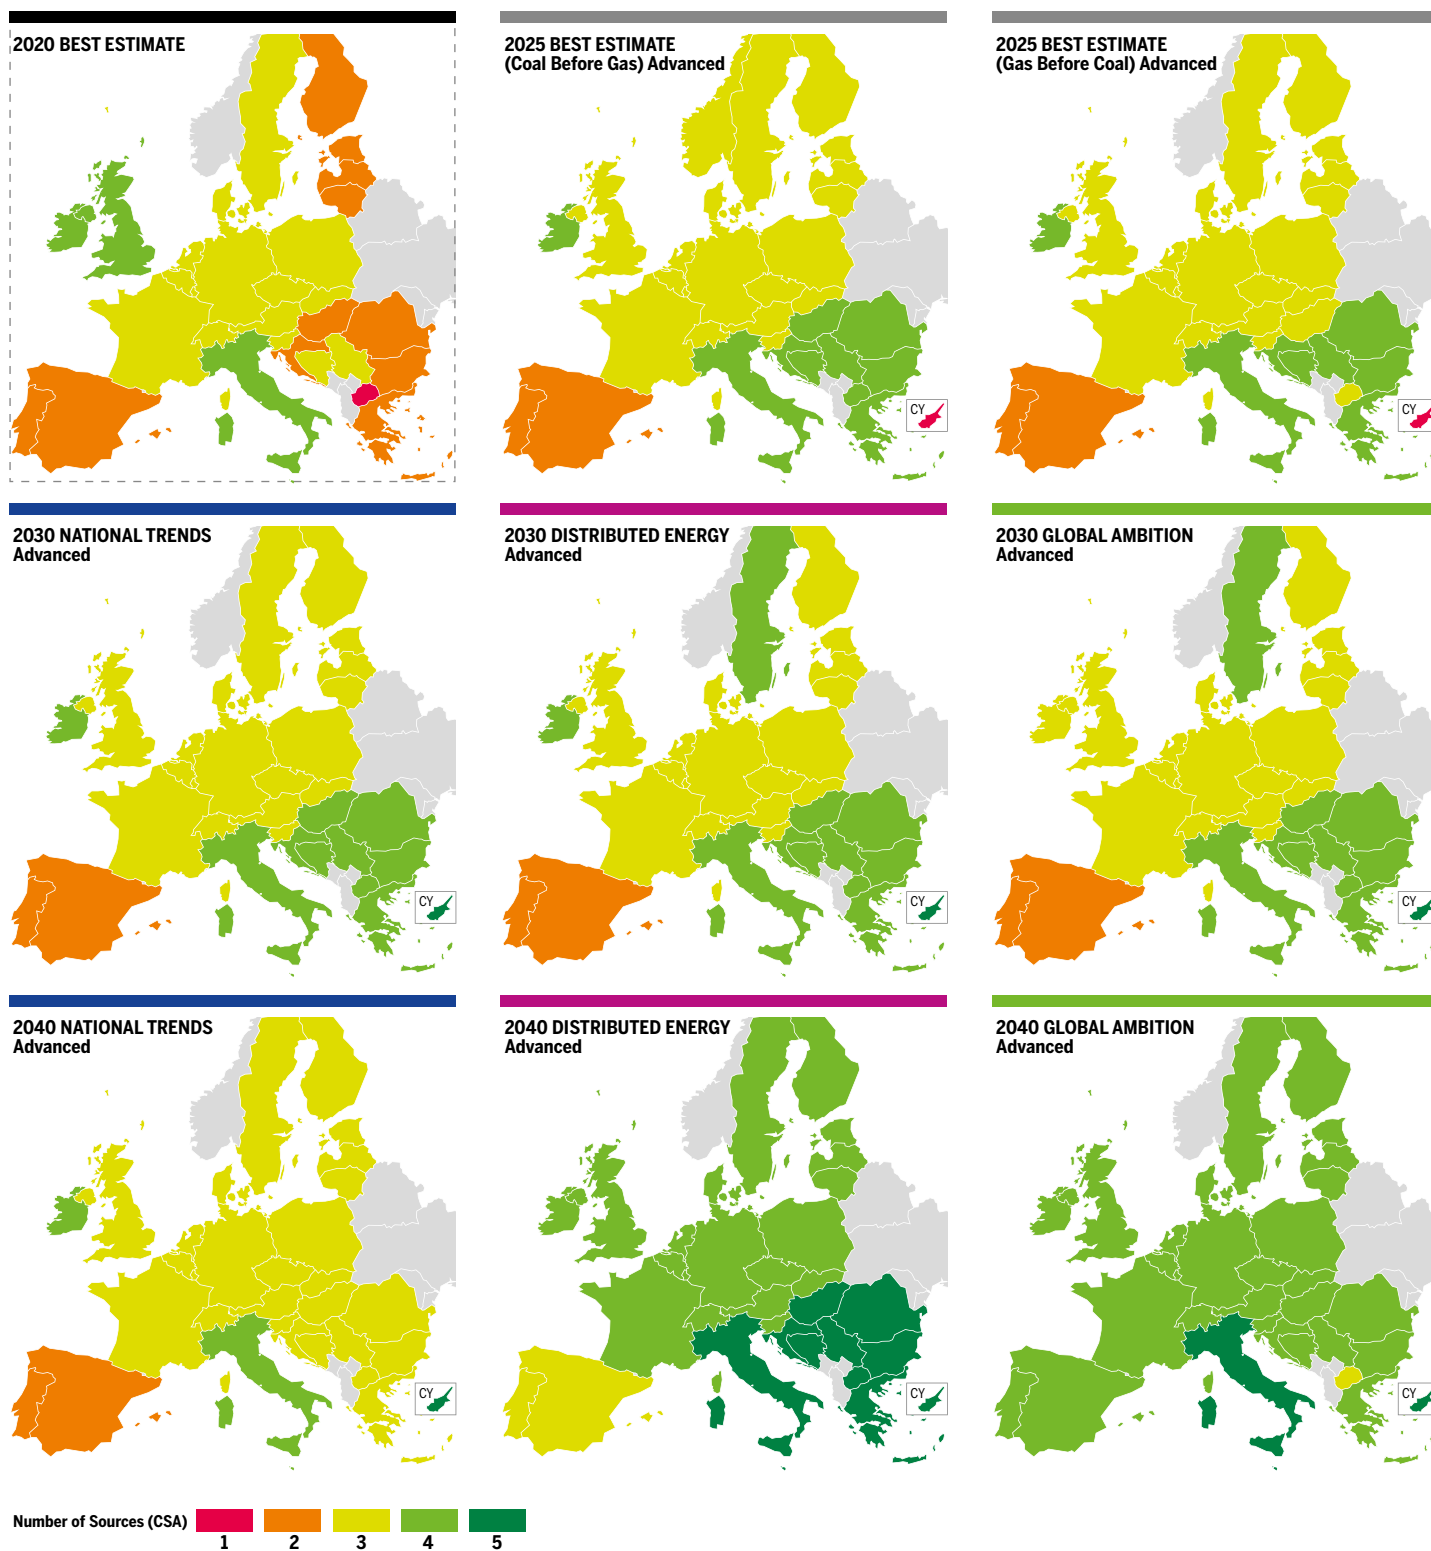 2020 BEST ESTIMATE
2025 BEST ESTIMATE
(Coal Before Gas) Advanced
2025 BEST ESTIMATE
(Gas Before Coal) Advanced
CY
CY
2030 NATIONAL TRENDS
Advanced
2030 DISTRIBUTED ENERGY
Advanced
2030 GLOBAL AMBITION
Advanced
CY
CY
CY
2040 NATIONAL TRENDS
Advanced
2040 DISTRIBUTED ENERGY
Advanced
2040 GLOBAL AMBITION
Advanced
CY
CY
CY
Number of Sources (CSA)
1 2 3 4 5